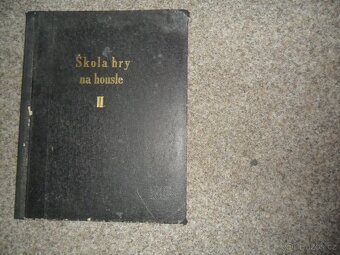 Škola hry
na housle
II